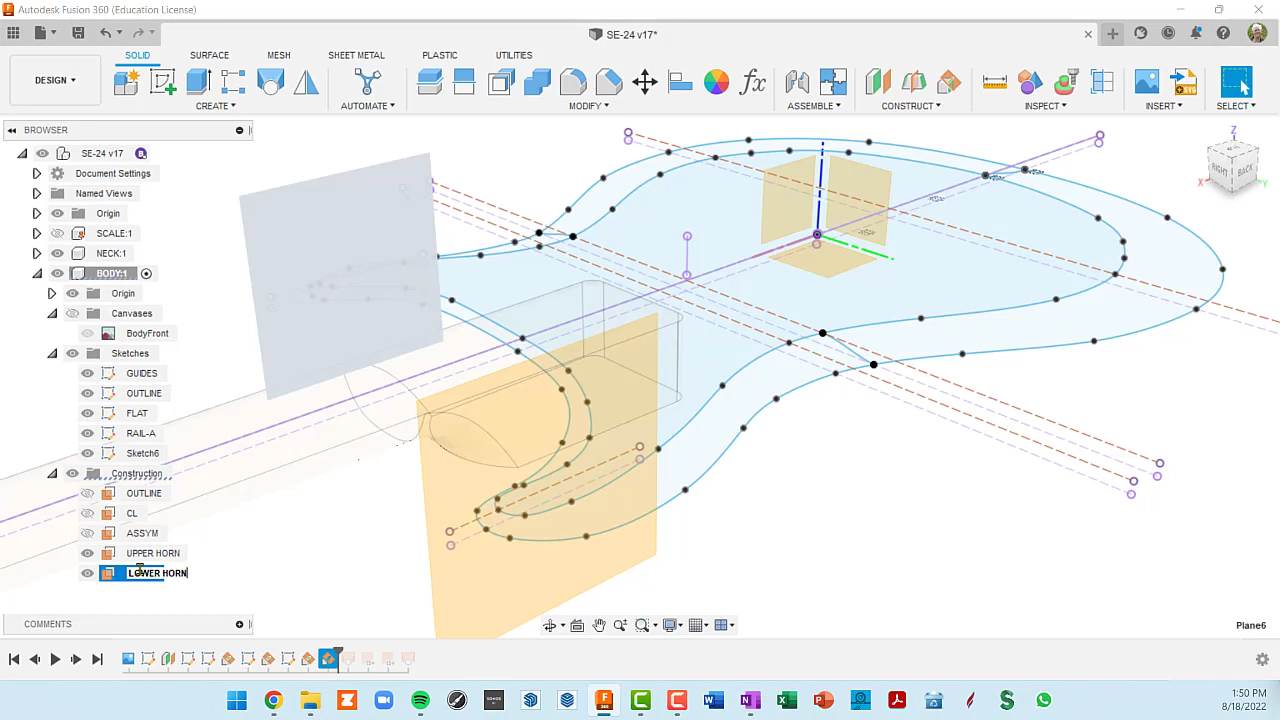 Autodesk Fusion 360 (Education License)
SE-24 v17*
DESIGN
SOLID SURFACE MESH SHEET METAL PLASTIC UTILITIES
CREATE AUTOMATE MODIFY ASSEMBLE CONSTRUCT INSPECT INSERT SELECT
BROWSER
SE-24 v17
Document Settings
Named Views
Origin
SCALE:1
NECK:1
BODY:1
Origin
Canvases
BodyFront
Sketches
GUIDES
OUTLINE
FLAT
RAIL-A
Sketch6
Construction
OUTLINE
CL
ASSYM
UPPER HORN
LOWER HORN
COMMENTS
Z
RIGHT BACK
X Y
Plane6
1:50 PM
8/18/2022